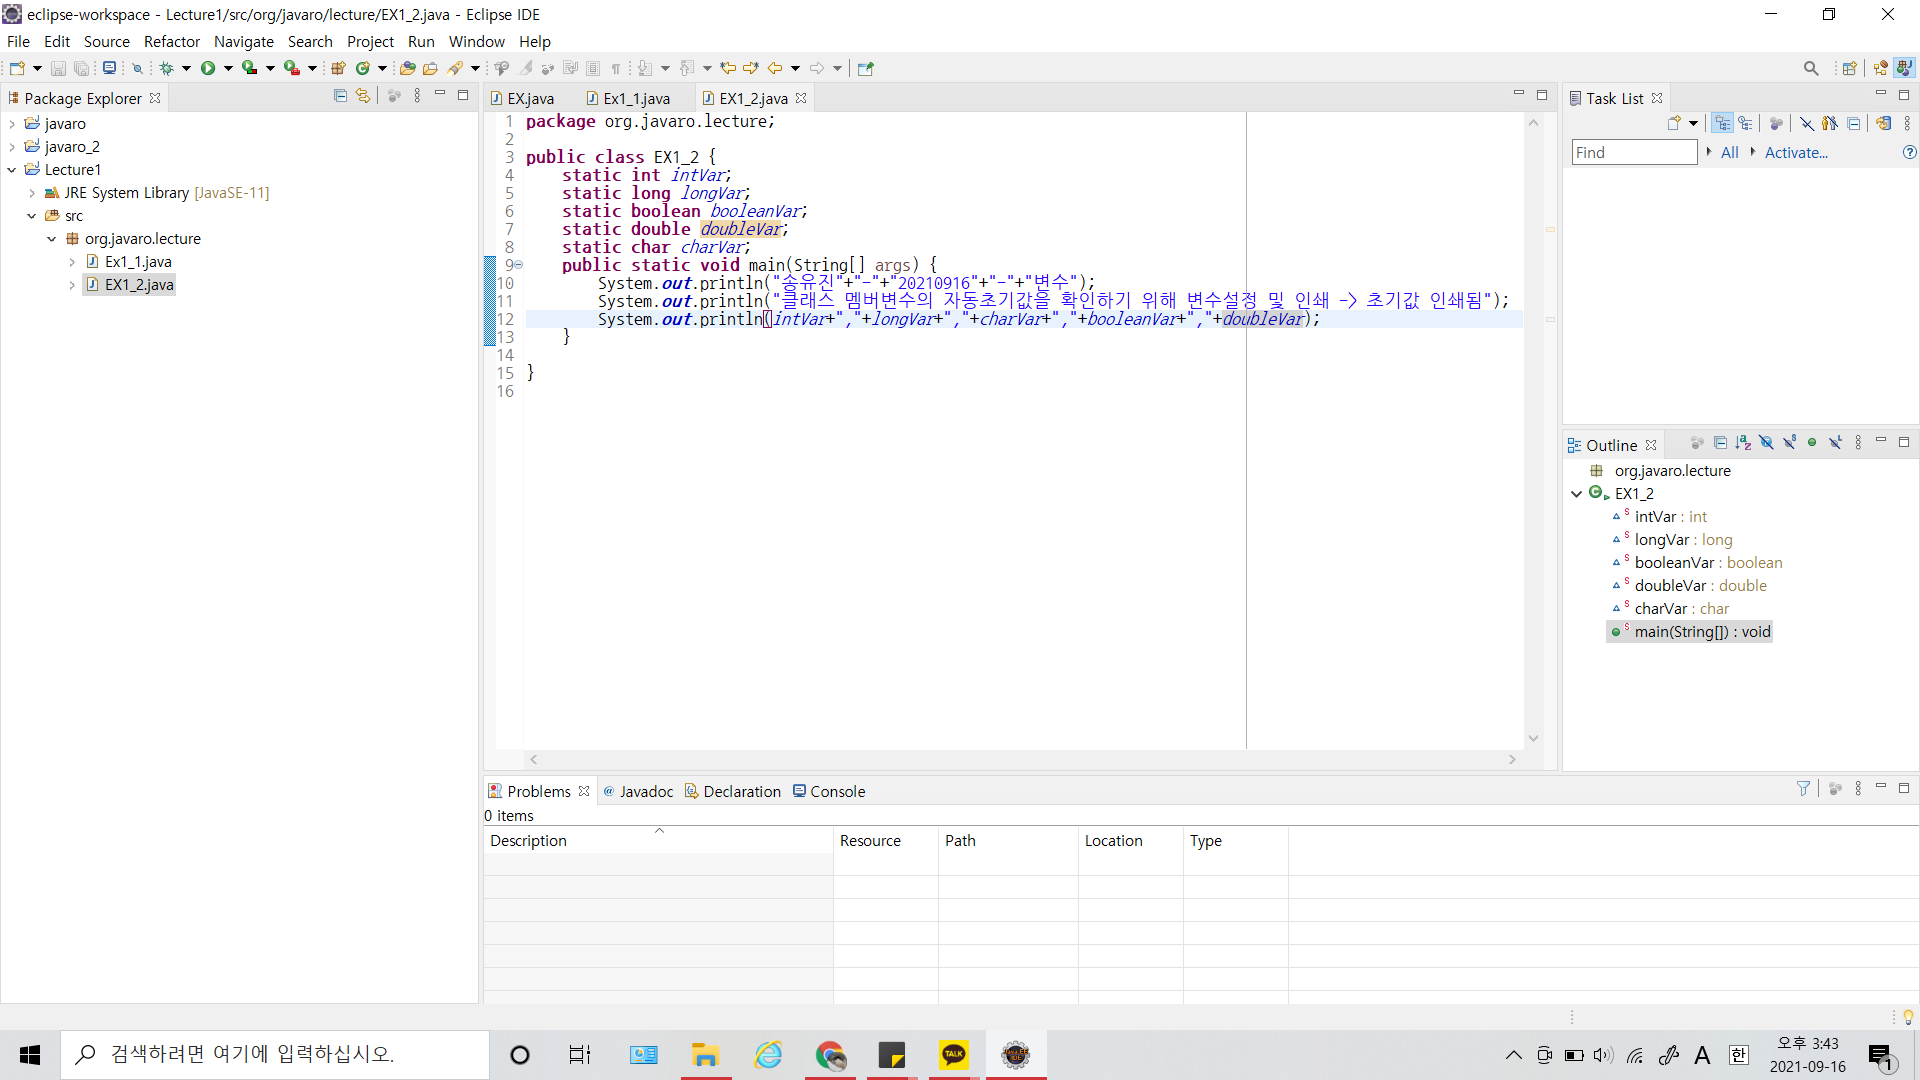 eclipse-workspace - Lecture1/src/org/javaro/lecture/EX1_2.java - Eclipse IDE
File Edit Source Refactor Navigate Search Project Run Window Help
Package Explorer
javaro
javaro_2
Lecture1
JRE System Library [JavaSE-11]
src
org.javaro.lecture
Ex1_1.java
EX1_2.java
EX.java Ex1_1.java EX1_2.java
1 package org.javaro.lecture;
2
3 public class EX1_2 {
4 static int intVar;
5 static long longVar;
6 static boolean booleanVar;
7 static double doubleVar;
8 static char charVar;
9 public static void main(String[] args) {
10 System.out.println("송유진"+"-"+"20210916"+"-"+"변수");
11 System.out.println("클래스 멤버변수의 자동초기값을 확인하기 위해 변수설정 및 인쇄 -> 초기값 인쇄됨");
12 System.out.println(intVar+","+longVar+","+charVar+","+booleanVar+","+doubleVar);
13 }
14
15 }
16
Task List
Find All Activate...
Outline
org.javaro.lecture
EX1_2
intVar : int
longVar : long
booleanVar : boolean
doubleVar : double
charVar : char
main(String[]) : void
Problems Javadoc Declaration Console
0 items
Description Resource Path Location Type
검색하려면 여기에 입력하십시오.
TALK
A 한
오후 3:43
2021-09-16
1